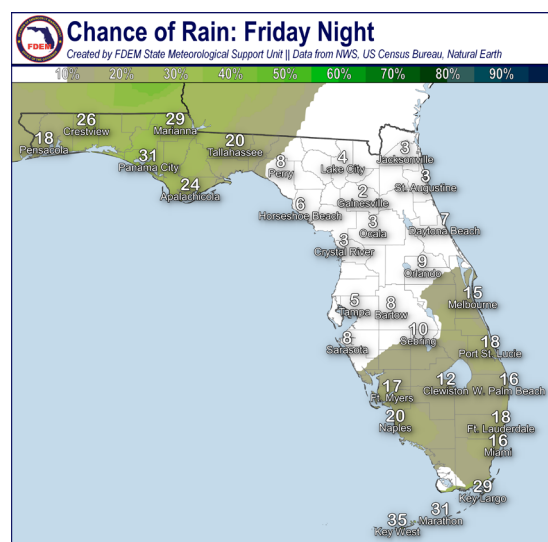 Chance of Rain: Friday Night
FDEM
Created by FDEM State Meteorological Support Unit || Data from NWS, US Census Bureau, Natural Earth
10% 20% 30% 40% 50% 60% 70% 80% 90%
26
Crestview
29
Marianna
18
Pensacola
31
Panama City
20
Tallahassee
24
Apalachicola
8
Perry
4
Lake City
3
Jacksonville
3
St. Augustine
2
Gainesville
6
Horseshoe Beach
3
Ocala
7
Daytona Beach
3
Crystal River
9
Orlando
15
Melbourne
5
Tampa
8
Bartow
10
Sebring
8
Sarasota
18
Port St. Lucie
17
Ft. Myers
12
Clewiston
16
W. Palm Beach
20
Naples
18
Ft. Lauderdale
16
Miami
29
Key Largo
31
Marathon
35
Key West